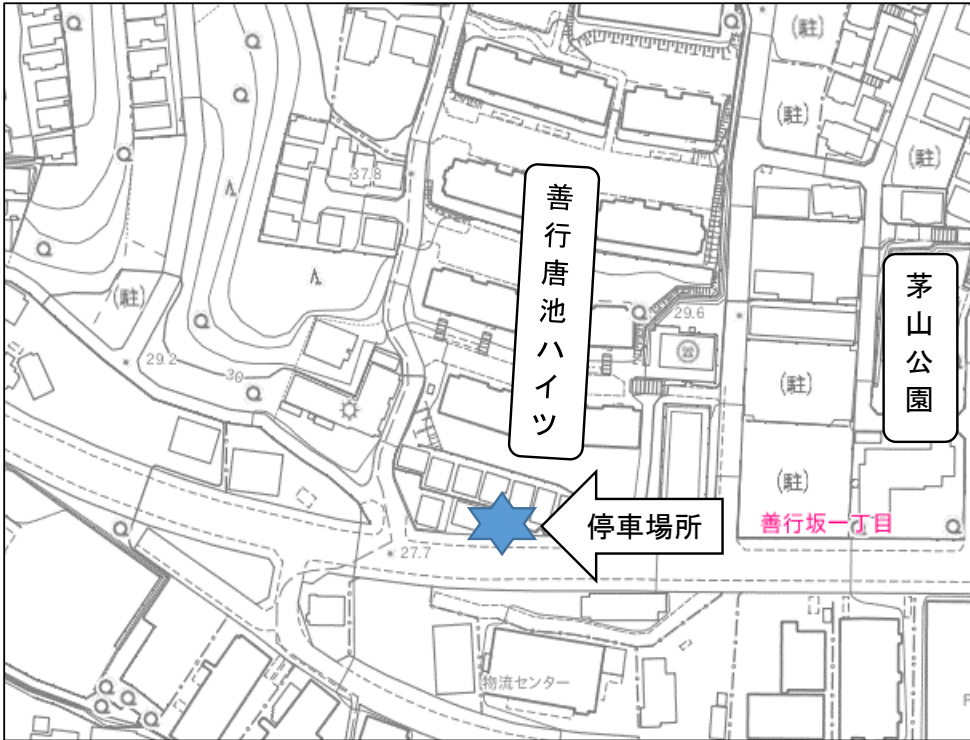 (駐)
(駐)
(駐)
37.8
善行唐池ハイツ
茅山公園
(駐)
29.6
29.2
30
(駐)
(駐)
善行坂一丁目
停車場所
27.7
物流センター